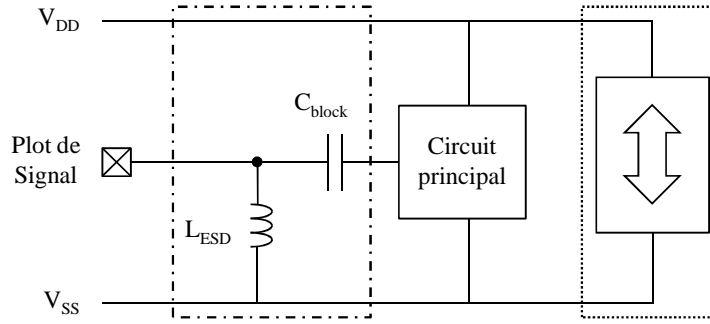 V_DD
C_block
Plot de
Signal
Circuit
principal
L_ESD
V_SS